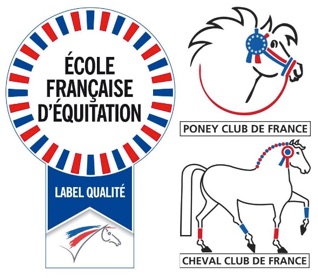 ÉCOLE
FRANÇAISE
D'ÉQUITATION
LABEL QUALITÉ
PONEY CLUB DE FRANCE
CHEVAL CLUB DE FRANCE